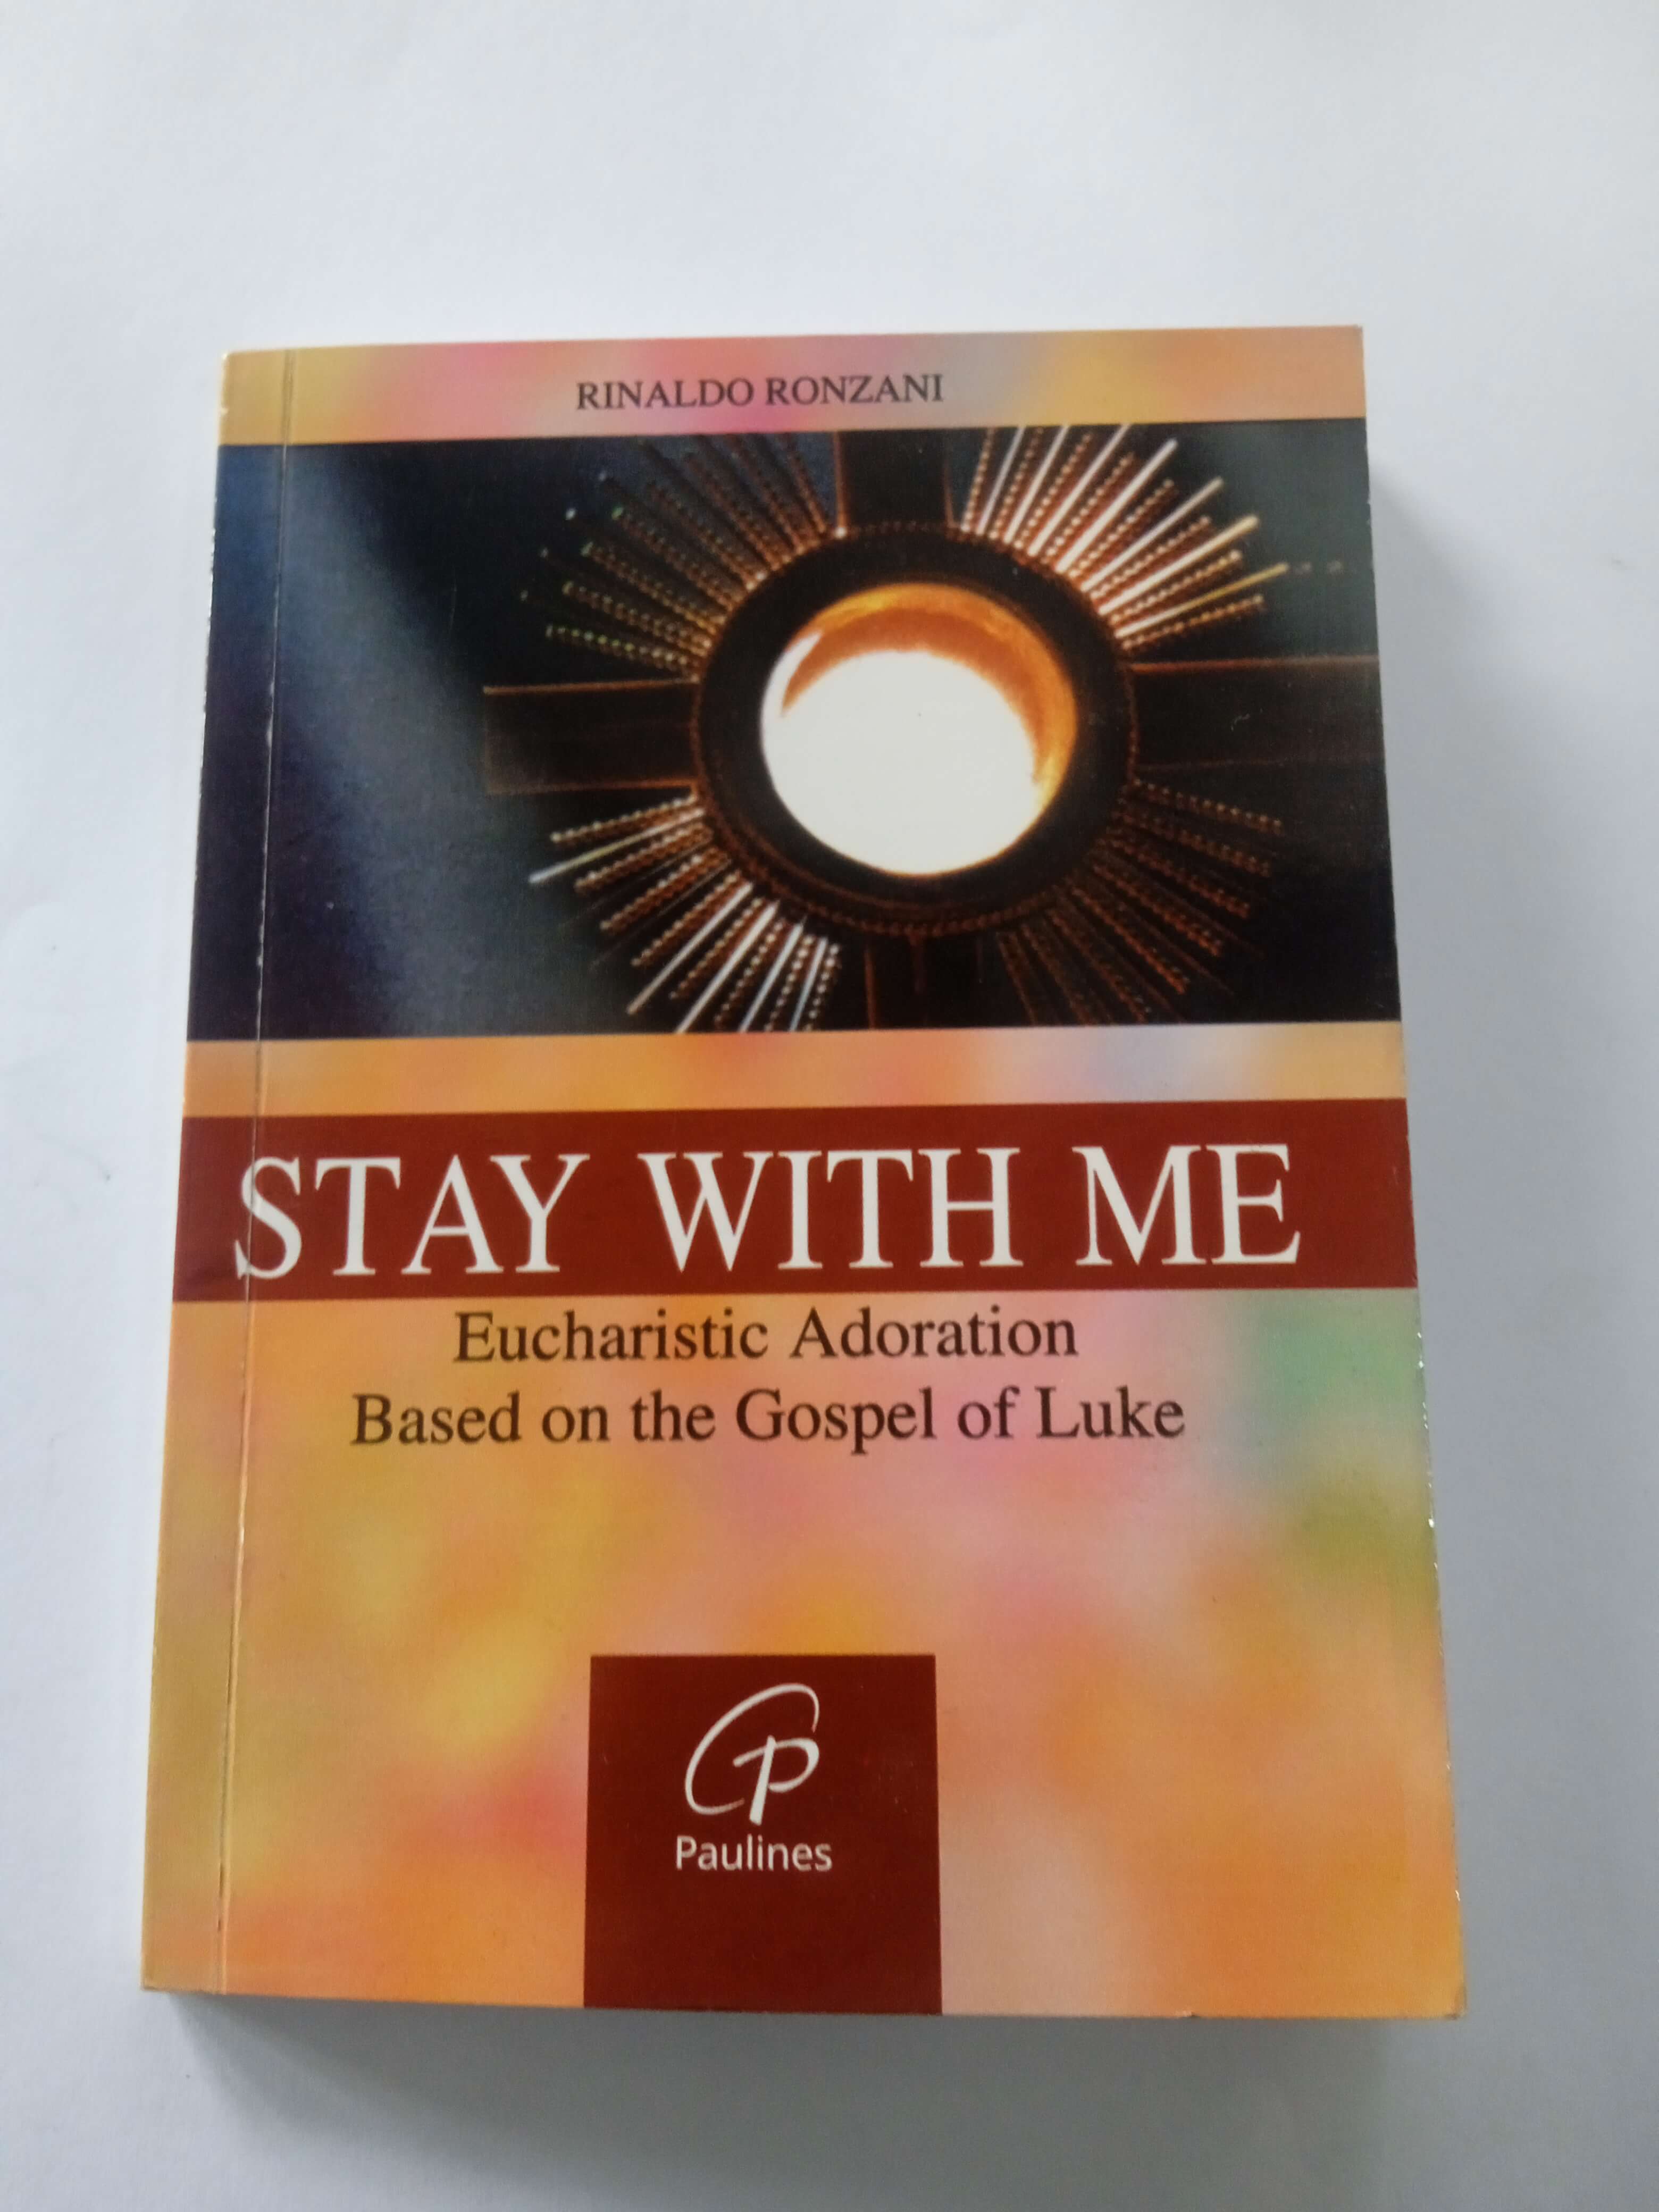 RINALDO RONZANI
STAY WITH ME
Eucharistic Adoration
Based on the Gospel of Luke
Paulines